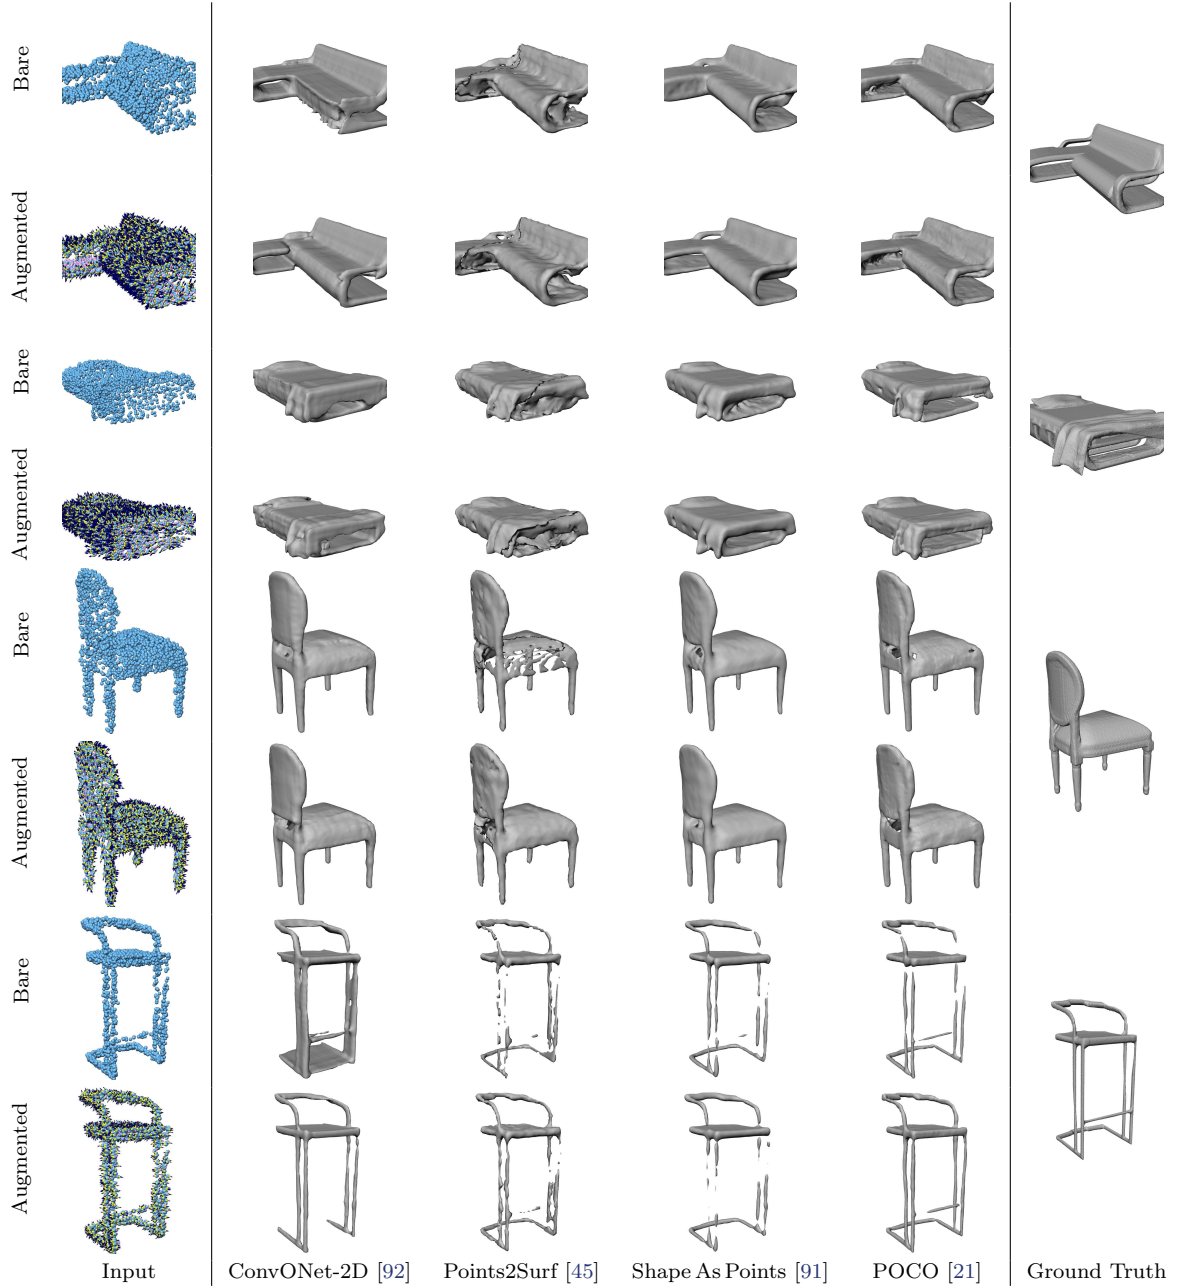 Bare
Augmented
Bare
Augmented
Bare
Augmented
Bare
Augmented
Input ConvONet-2D [92] Points2Surf [45] Shape As Points [91] POCO [21] Ground Truth